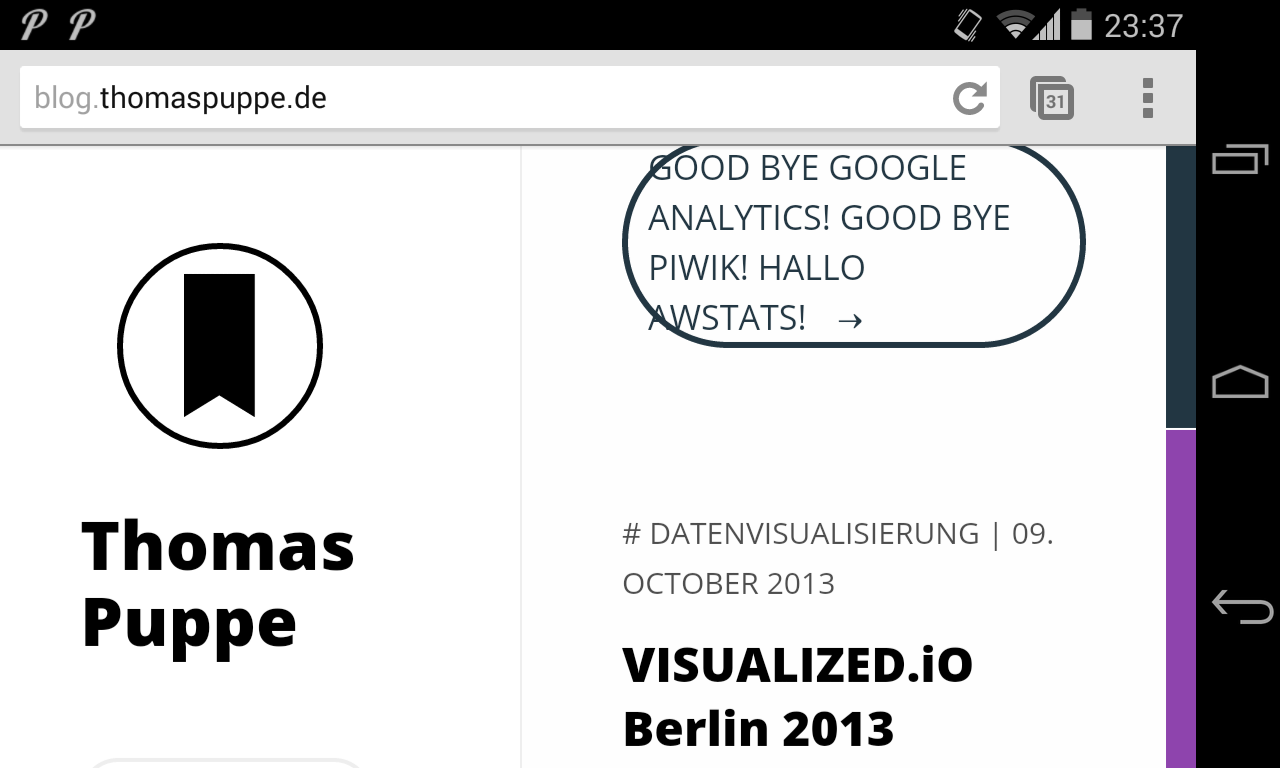 23:37
blog.thomaspuppe.de
31
GOOD BYE GOOGLE
ANALYTICS! GOOD BYE
PIWIK! HALLO
AWSTATS! →
Thomas
Puppe
# DATENVISUALISIERUNG | 09.
OCTOBER 2013
VISUALIZED.iO
Berlin 2013